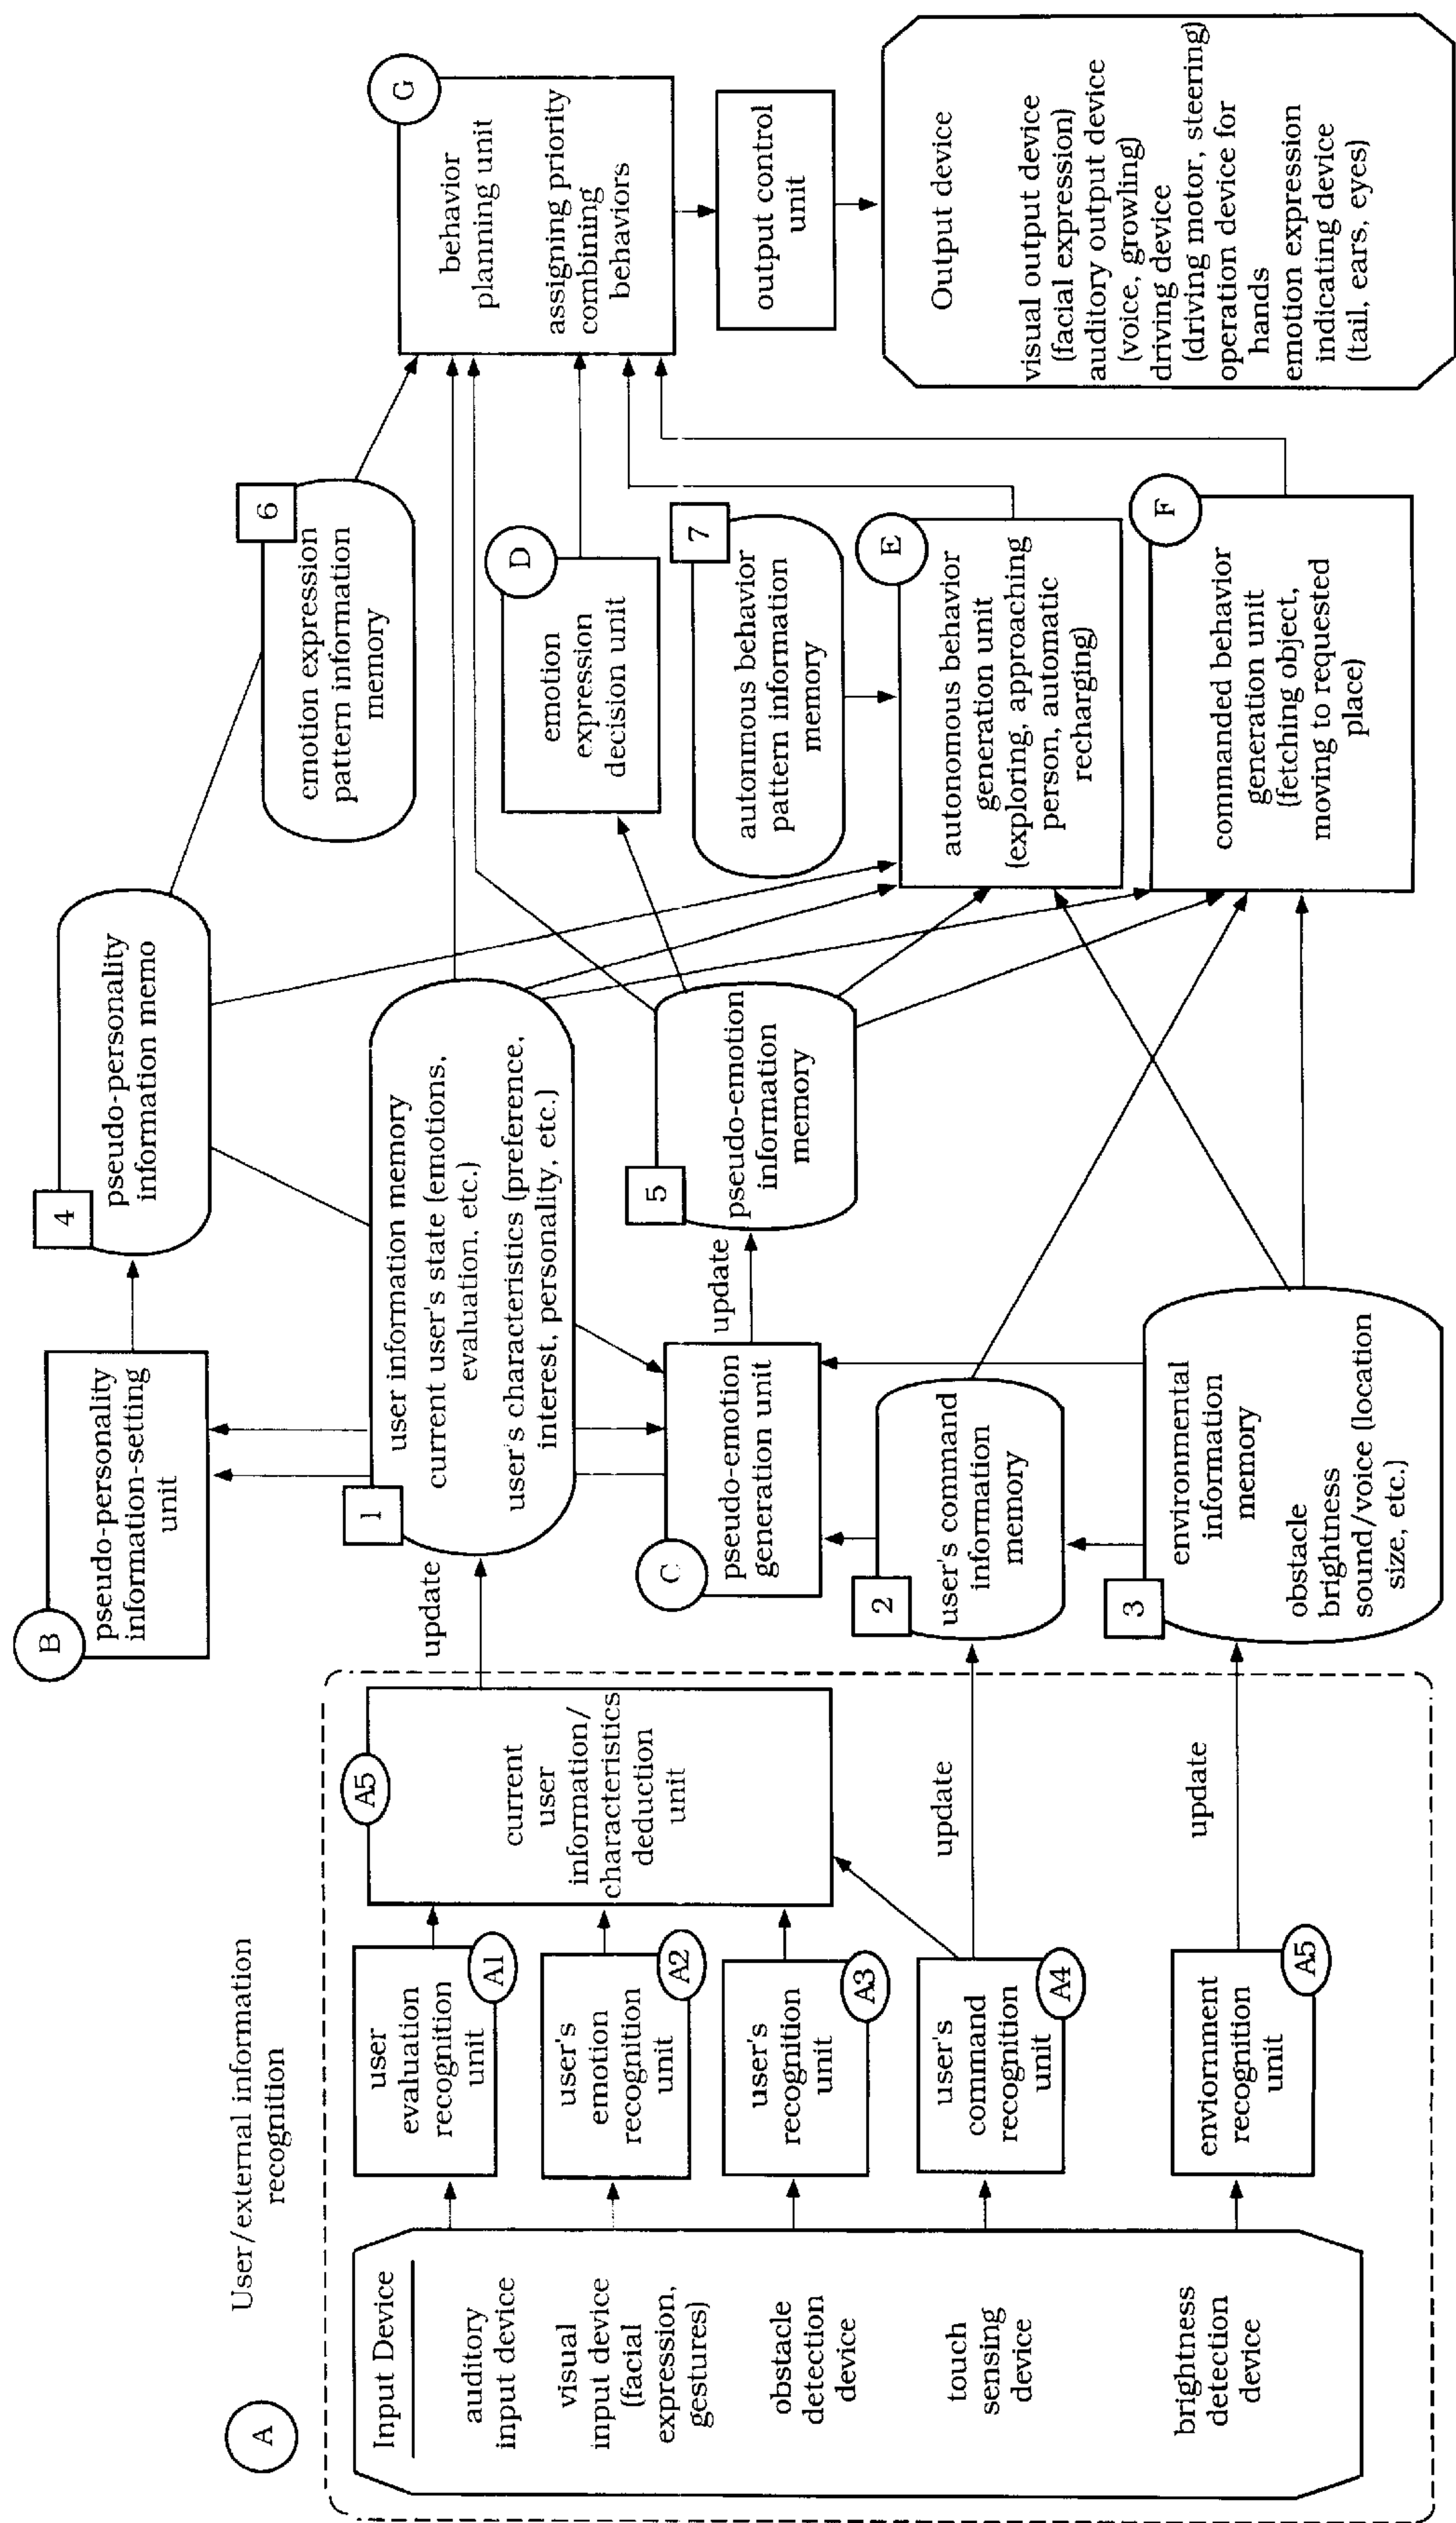 A
User/external information
recognition
Input Device
auditory
input device
visual
input device
(facial
expression,
gestures)
obstacle
detection
device
touch
sensing
device
brightness
detection
device
user
evaluation
recognition
unit
A1
user's
emotion
recognition
unit
A2
user's
recognition
unit
A3
user's
command
recognition
unit
A4
enviornment
recognition
unit
A5
A5
current
user
information/
characteristics
deduction
unit
update
update
update
B
pseudo-personality
information-setting
unit
4
pseudo-personality
information memo
1
user information memory
current user's state (emotions,
evaluation, etc.)
user's characteristics (preference,
interest, personality, etc.)
C
pseudo-emotion
generation unit
update
5
pseudo-emotion
information
memory
2
user's command
information
memory
3
environmental
information
memory
obstacle
brightness
sound/voice (location
size, etc.)
6
emotion expression
pattern information
memory
D
emotion
expression
decision unit
7
autonmous behavior
pattern information
memory
E
autonomous behavior
generation unit
(exploring, approaching
person, automatic
recharging)
F
commanded behavior
generation unit
(fetching object,
moving to requested
place)
G
behavior
planning unit
assigning priority
combining
behaviors
output control
unit
Output device
visual output device
(facial expression)
auditory output device
(voice, growling)
driving device
(driving motor, steering)
operation device for
hands
emotion expression
indicating device
(tail, ears, eyes)